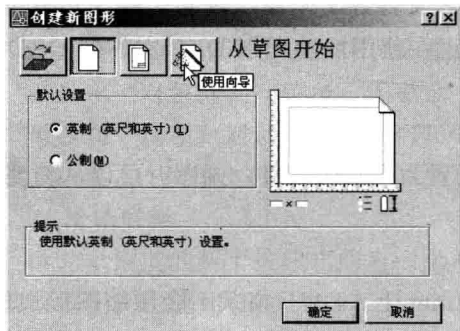 创建新图形
从草图开始
使用向导
默认设置
英制 (英尺和英寸)(I)
公制(M)
提示
使用默认英制 (英尺和英寸) 设置。
确定
取消